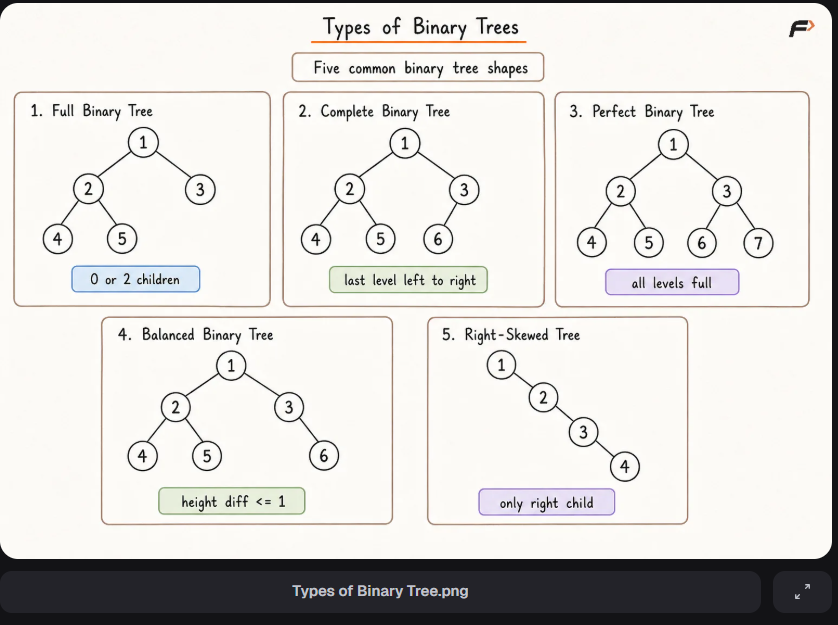 Types of Binary Trees
F
Five common binary tree shapes
1. Full Binary Tree
1
2
3
4
5
0 or 2 children
2. Complete Binary Tree
1
2
3
4
5
6
last level left to right
3. Perfect Binary Tree
1
2
3
4
5
6
7
all levels full
4. Balanced Binary Tree
1
2
3
4
5
6
height diff <= 1
5. Right-Skewed Tree
1
2
3
4
only right child
Types of Binary Tree.png